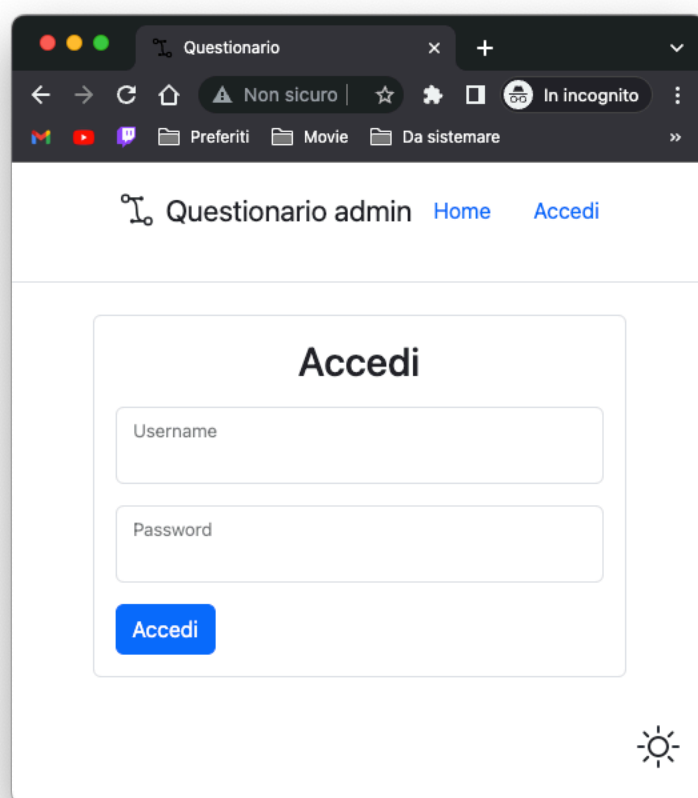 Questionario
Non sicuro
In incognito
Preferiti
Movie
Da sistemare
Questionario admin
Home
Accedi
Accedi
Username
Password
Accedi